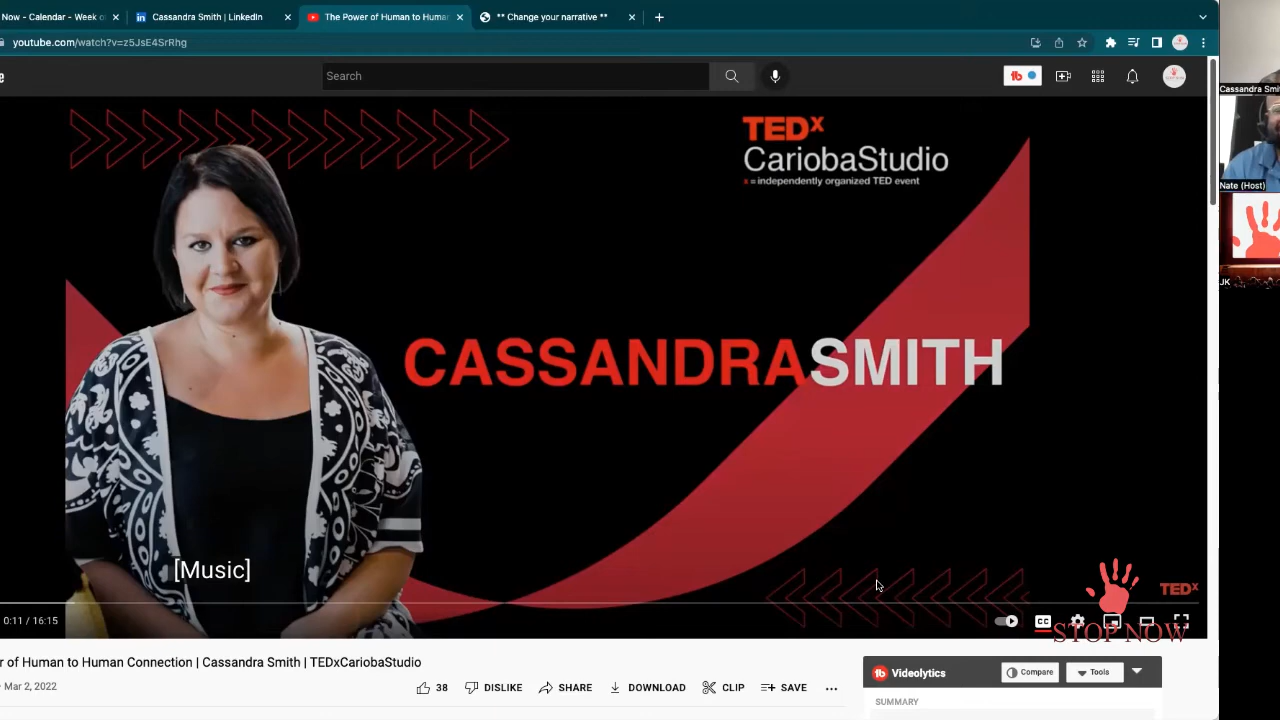 Now - Calendar - Week o
Cassandra Smith | LinkedIn
The Power of Human to Human
** Change your narrative **
youtube.com/watch?v=z5JsE4SrRhg
e
Search
Cassandra Smi
Nate (Host)
JK
TEDx
CariobaStudio
x = independently organized TED event
CASSANDRASMITH
[Music]
TEDx
STOP NOW
0:11 / 16:15
CC
r of Human to Human Connection | Cassandra Smith | TEDxCariobaStudio
Mar 2, 2022
38
DISLIKE
SHARE
DOWNLOAD
CLIP
SAVE
Videolytics
Compare
Tools
SUMMARY